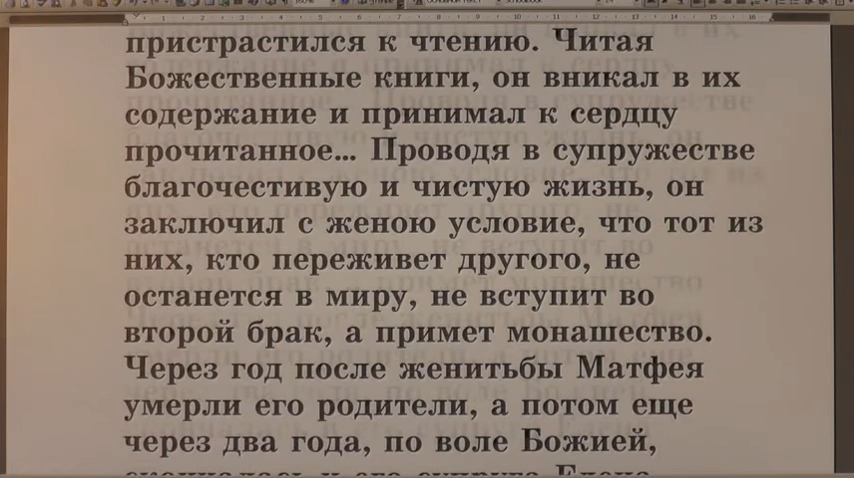 пристрастился к чтению. Читая
Божественные книги, он вникал в их
содержание и принимал к сердцу
прочитанное... Проводя в супружестве
благочестивую и чистую жизнь, он
заключил с женою условие, что тот из
них, кто переживет другого, не
останется в миру, не вступит во
второй брак, а примет монашество.
Через год после женитьбы Матфея
умерли его родители, а потом еще
через два года, по воле Божией,